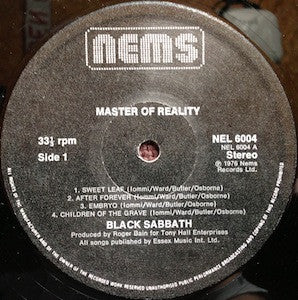 nems
MASTER OF REALITY
33⅓ rpm
Side 1
NEL 6004
NEL 6004 A
Stereo
℗ 1976 Nems
Records Ltd.
1. SWEET LEAF (Iommi/Ward/Butler/Osborne)
2. AFTER FOREVER (Iommi/Ward/Butler/Osborne)
3. EMBRYO (Iommi/Ward/Butler/Osborne)
4. CHILDREN OF THE GRAVE (Iommi/Ward/Butler/Osborne)
BLACK SABBATH
Produced by Roger Bain for Tony Hall Enterprises
All songs published by Essex Music Int. Ltd.